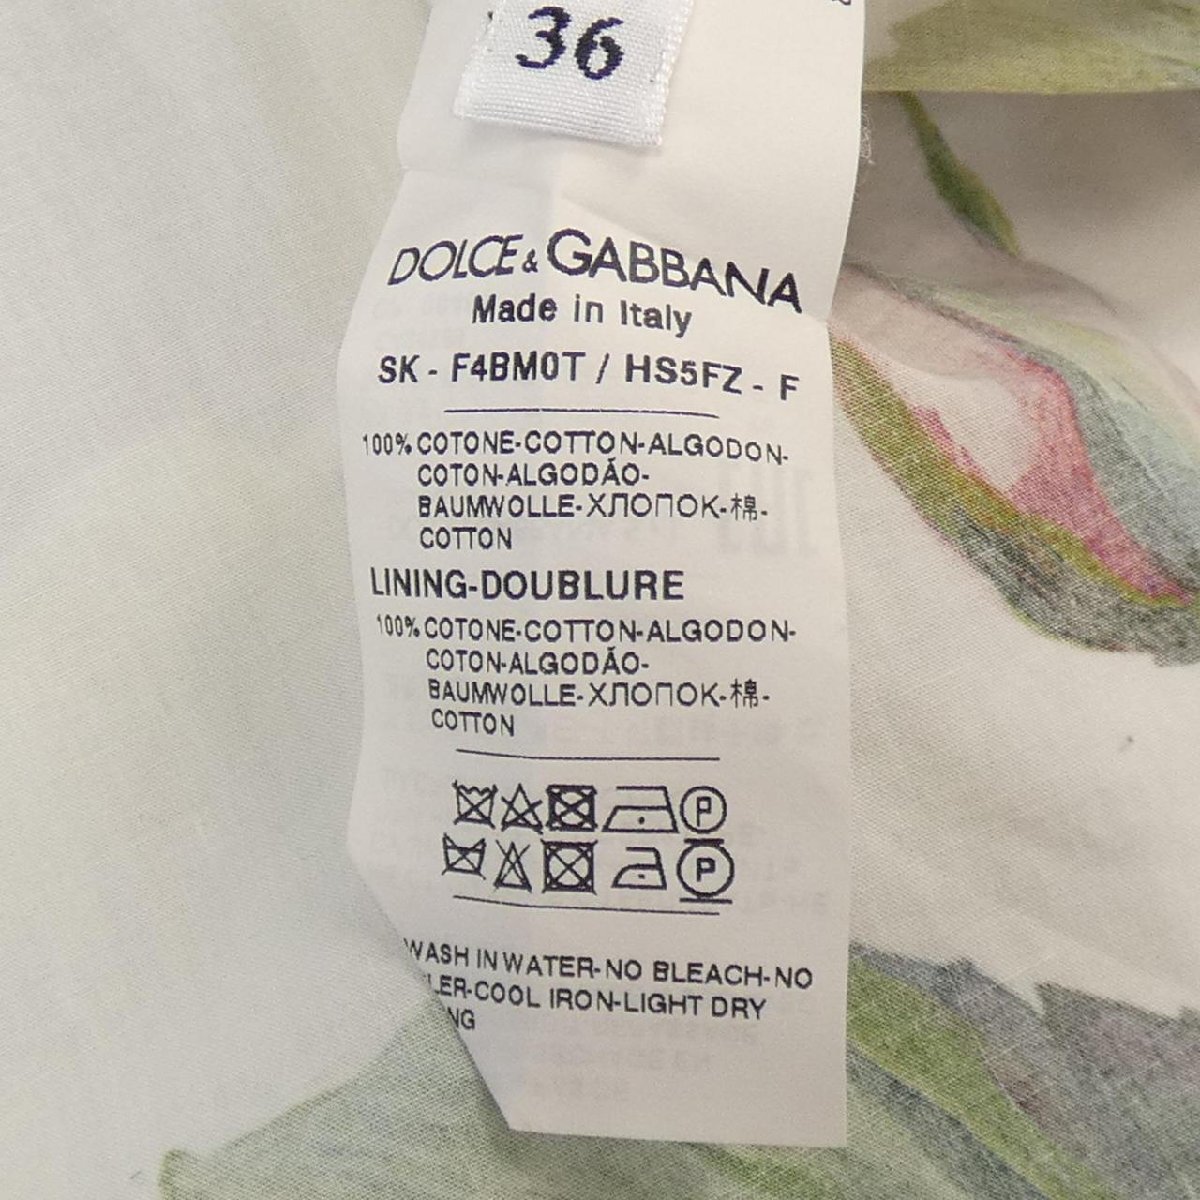 36
DOLCE & GABBANA
Made in Italy
SK - F4BM0T / HS5FZ - F
100% COTONE-COTTON-ALGODON-
COTON-ALGODÃO-
BAUMWOLLE-ХЛОПОК-棉-
COTTON
LINING-DOUBLURE
100% COTONE-COTTON-ALGODON-
COTON-ALGODÃO-
BAUMWOLLE-ХЛОПОК-棉-
COTTON
P
P
WASH IN WATER-NO BLEACH-NO
LER-COOL IRON-LIGHT DRY
NG